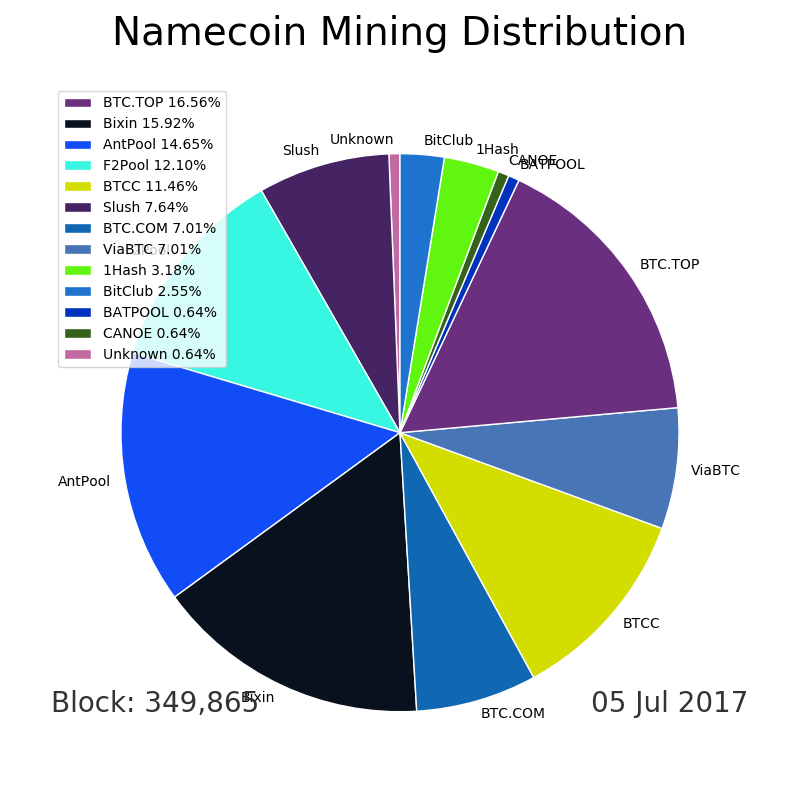 Namecoin Mining Distribution
BTC.TOP 16.56%
Bixin 15.92%
AntPool 14.65%
F2Pool 12.10%
BTCC 11.46%
Slush 7.64%
BTC.COM 7.01%
ViaBTC 7.01%
1Hash 3.18%
BitClub 2.55%
BATPOOL 0.64%
CANOE 0.64%
Unknown 0.64%
Unknown
BitClub
Slush
1Hash
CANOE
BATPOOL
BTC.TOP
ViaBTC
AntPool
BTCC
Bixin
BTC.COM
Block: 349,865
05 Jul 2017